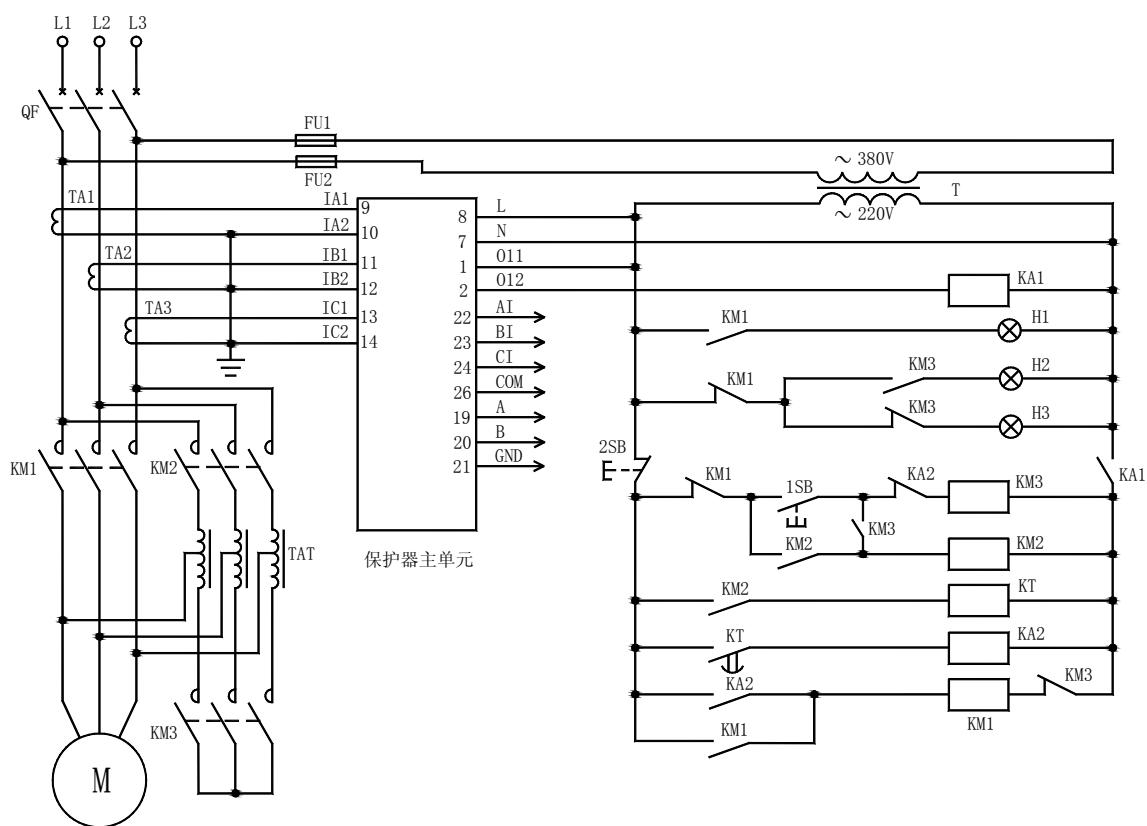 L1 L2 L3
QF
FU1
FU2
～380V
T
～220V
TA1
IA1 9
IA2 10
TA2
IB1 11
IB2 12
TA3
IC1 13
IC2 14
8 L
7 N
1 O11
2 O12
22 AI
23 BI
24 CI
26 COM
19 A
20 B
21 GND
保护器主单元
KA1
KM1 H1
KM1 KM3 H2
KM3 H3
2SB
KA1
KM1 1SB KA2 KM3
KM3
KM2 KM2
KM2 KT
KT KA2
KA2 KM1 KM3
KM1
KM1 KM2
TAT
KM3
M